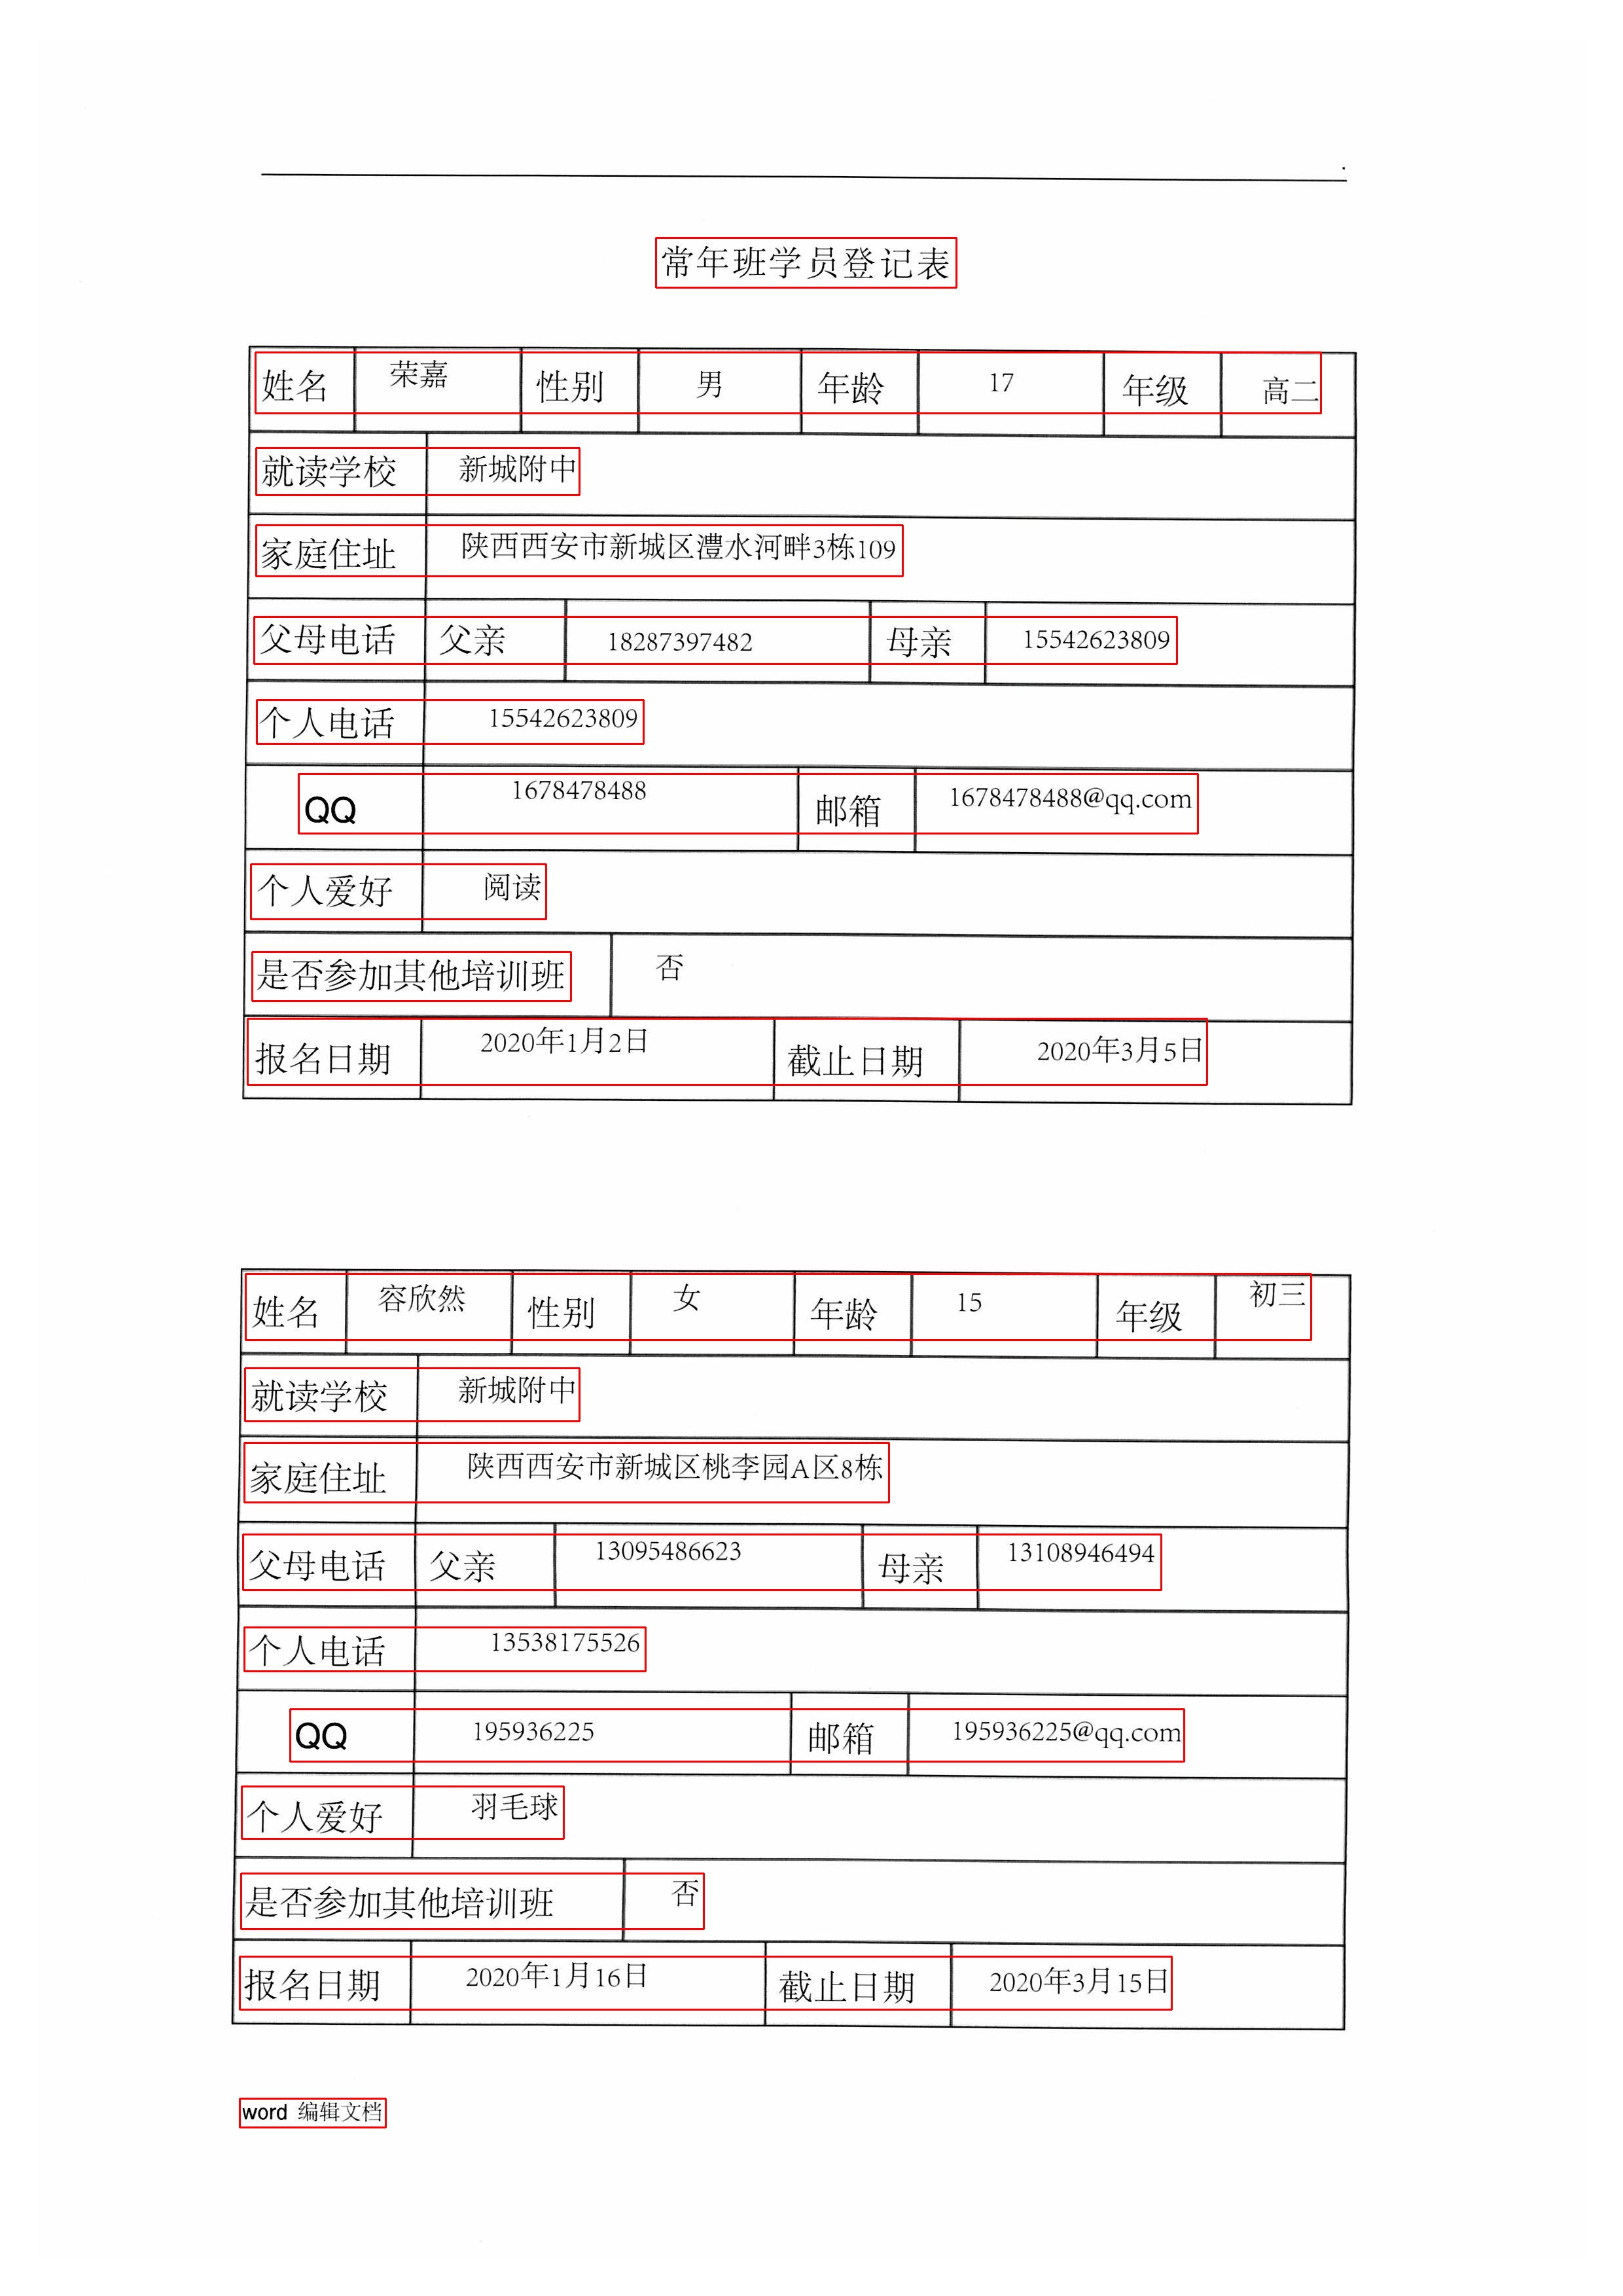 常年班学员登记表
姓名 荣嘉 性别 男 年龄 17 年级 高二
就读学校 新城附中
家庭住址 陕西西安市新城区澧水河畔3栋109
父母电话 父亲 18287397482 母亲 15542623809
个人电话 15542623809
QQ 1678478488 邮箱 1678478488@qq.com
个人爱好 阅读
是否参加其他培训班 否
报名日期 2020年1月2日 截止日期 2020年3月5日
姓名 容欣然 性别 女 年龄 15 年级 初三
就读学校 新城附中
家庭住址 陕西西安市新城区桃李园A区8栋
父母电话 父亲 13095486623 母亲 13108946494
个人电话 13538175526
QQ 195936225 邮箱 195936225@qq.com
个人爱好 羽毛球
是否参加其他培训班 否
报名日期 2020年1月16日 截止日期 2020年3月15日
word 编辑文档